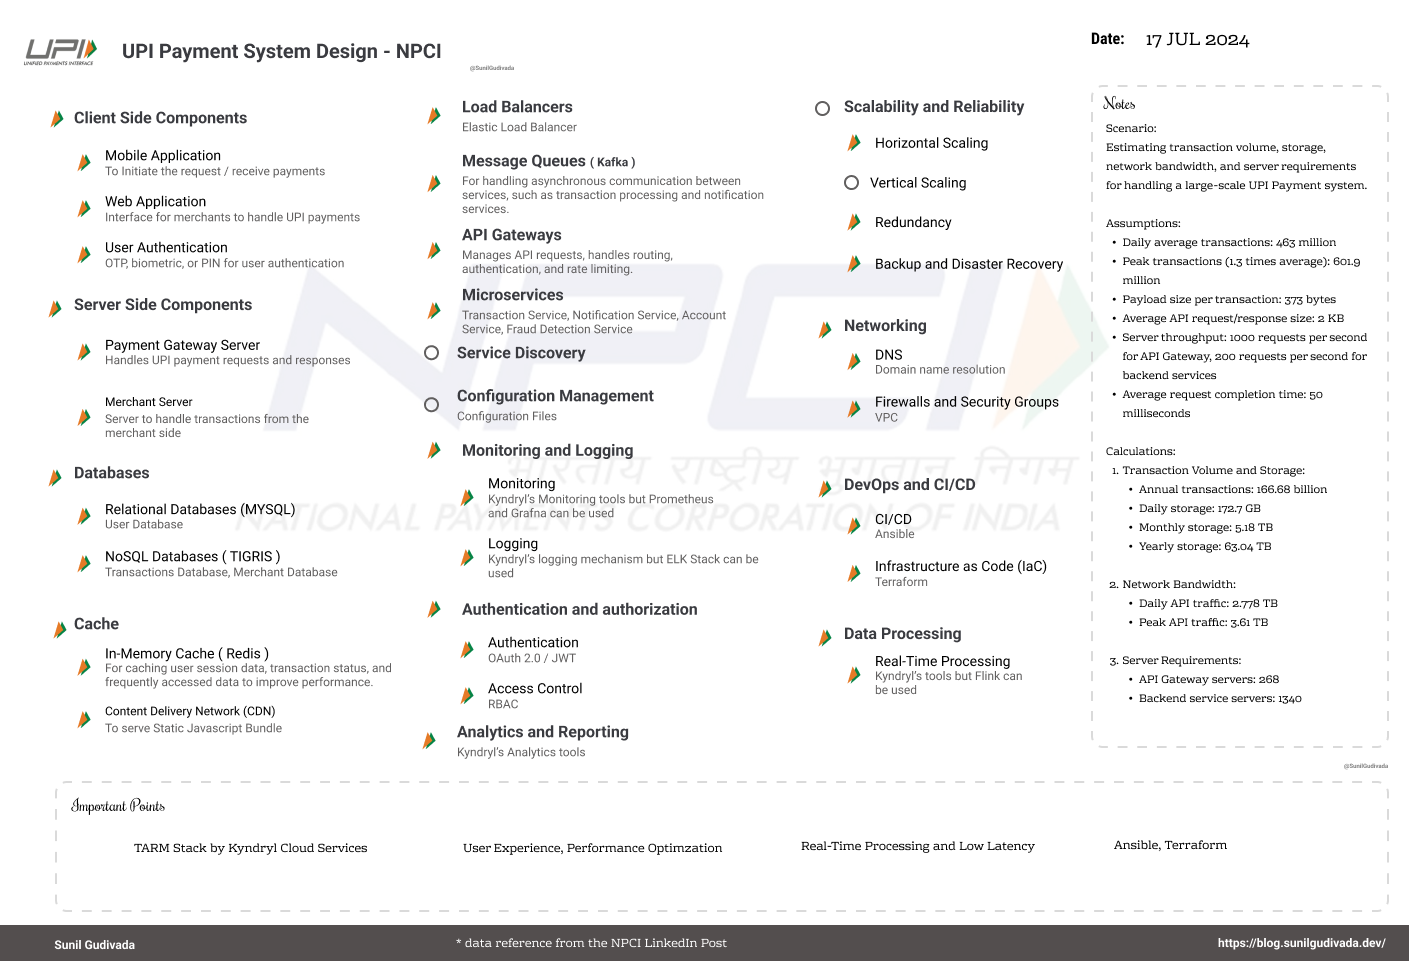 UPI
UNIFIED PAYMENTS INTERFACE
UPI Payment System Design - NPCI
@SunilGudivada
Date: 17 JUL 2024
Client Side Components
Mobile Application
To Initiate the request / receive payments
Web Application
Interface for merchants to handle UPI payments
User Authentication
OTP, biometric, or PIN for user authentication
Server Side Components
Payment Gateway Server
Handles UPI payment requests and responses
Merchant Server
Server to handle transactions from the
merchant side
Databases
Relational Databases (MYSQL)
User Database
NoSQL Databases ( TIGRIS )
Transactions Database, Merchant Database
Cache
In-Memory Cache ( Redis )
For caching user session data, transaction status, and
frequently accessed data to improve performance.
Content Delivery Network (CDN)
To serve Static Javascript Bundle
Load Balancers
Elastic Load Balancer
Message Queues ( Kafka )
For handling asynchronous communication between
services, such as transaction processing and notification
services.
API Gateways
Manages API requests, handles routing,
authentication, and rate limiting.
Microservices
Transaction Service, Notification Service, Account
Service, Fraud Detection Service
Service Discovery
Configuration Management
Configuration Files
Monitoring and Logging
Monitoring
Kyndryl's Monitoring tools but Prometheus
and Grafna can be used
Logging
Kyndryl's logging mechanism but ELK Stack can be
used
Authentication and authorization
Authentication
OAuth 2.0 / JWT
Access Control
RBAC
Analytics and Reporting
Kyndryl's Analytics tools
Scalability and Reliability
Horizontal Scaling
Vertical Scaling
Redundancy
Backup and Disaster Recovery
Networking
DNS
Domain name resolution
Firewalls and Security Groups
VPC
DevOps and CI/CD
CI/CD
Ansible
Infrastructure as Code (IaC)
Terraform
Data Processing
Real-Time Processing
Kyndryl's tools but Flink can
be used
NPCI
भारतीय राष्ट्रीय भुगतान निगम
NATIONAL PAYMENTS CORPORATION OF INDIA
Notes
Scenario:
Estimating transaction volume, storage,
network bandwidth, and server requirements
for handling a large-scale UPI Payment system.
Assumptions:
• Daily average transactions: 463 million
• Peak transactions (1.3 times average): 601.9
million
• Payload size per transaction: 373 bytes
• Average API request/response size: 2 KB
• Server throughput: 1000 requests per second
for API Gateway, 200 requests per second for
backend services
• Average request completion time: 50
milliseconds
Calculations:
1. Transaction Volume and Storage:
• Annual transactions: 166.68 billion
• Daily storage: 172.7 GB
• Monthly storage: 5.18 TB
• Yearly storage: 63.04 TB
2. Network Bandwidth:
• Daily API traffic: 2.778 TB
• Peak API traffic: 3.61 TB
3. Server Requirements:
• API Gateway servers: 268
• Backend service servers: 1340
@SunilGudivada
Important Points
TARM Stack by Kyndryl Cloud Services
User Experience, Performance Optimzation
Real-Time Processing and Low Latency
Ansible, Terraform
Sunil Gudivada
* data reference from the NPCI LinkedIn Post
https://blog.sunilgudivada.dev/